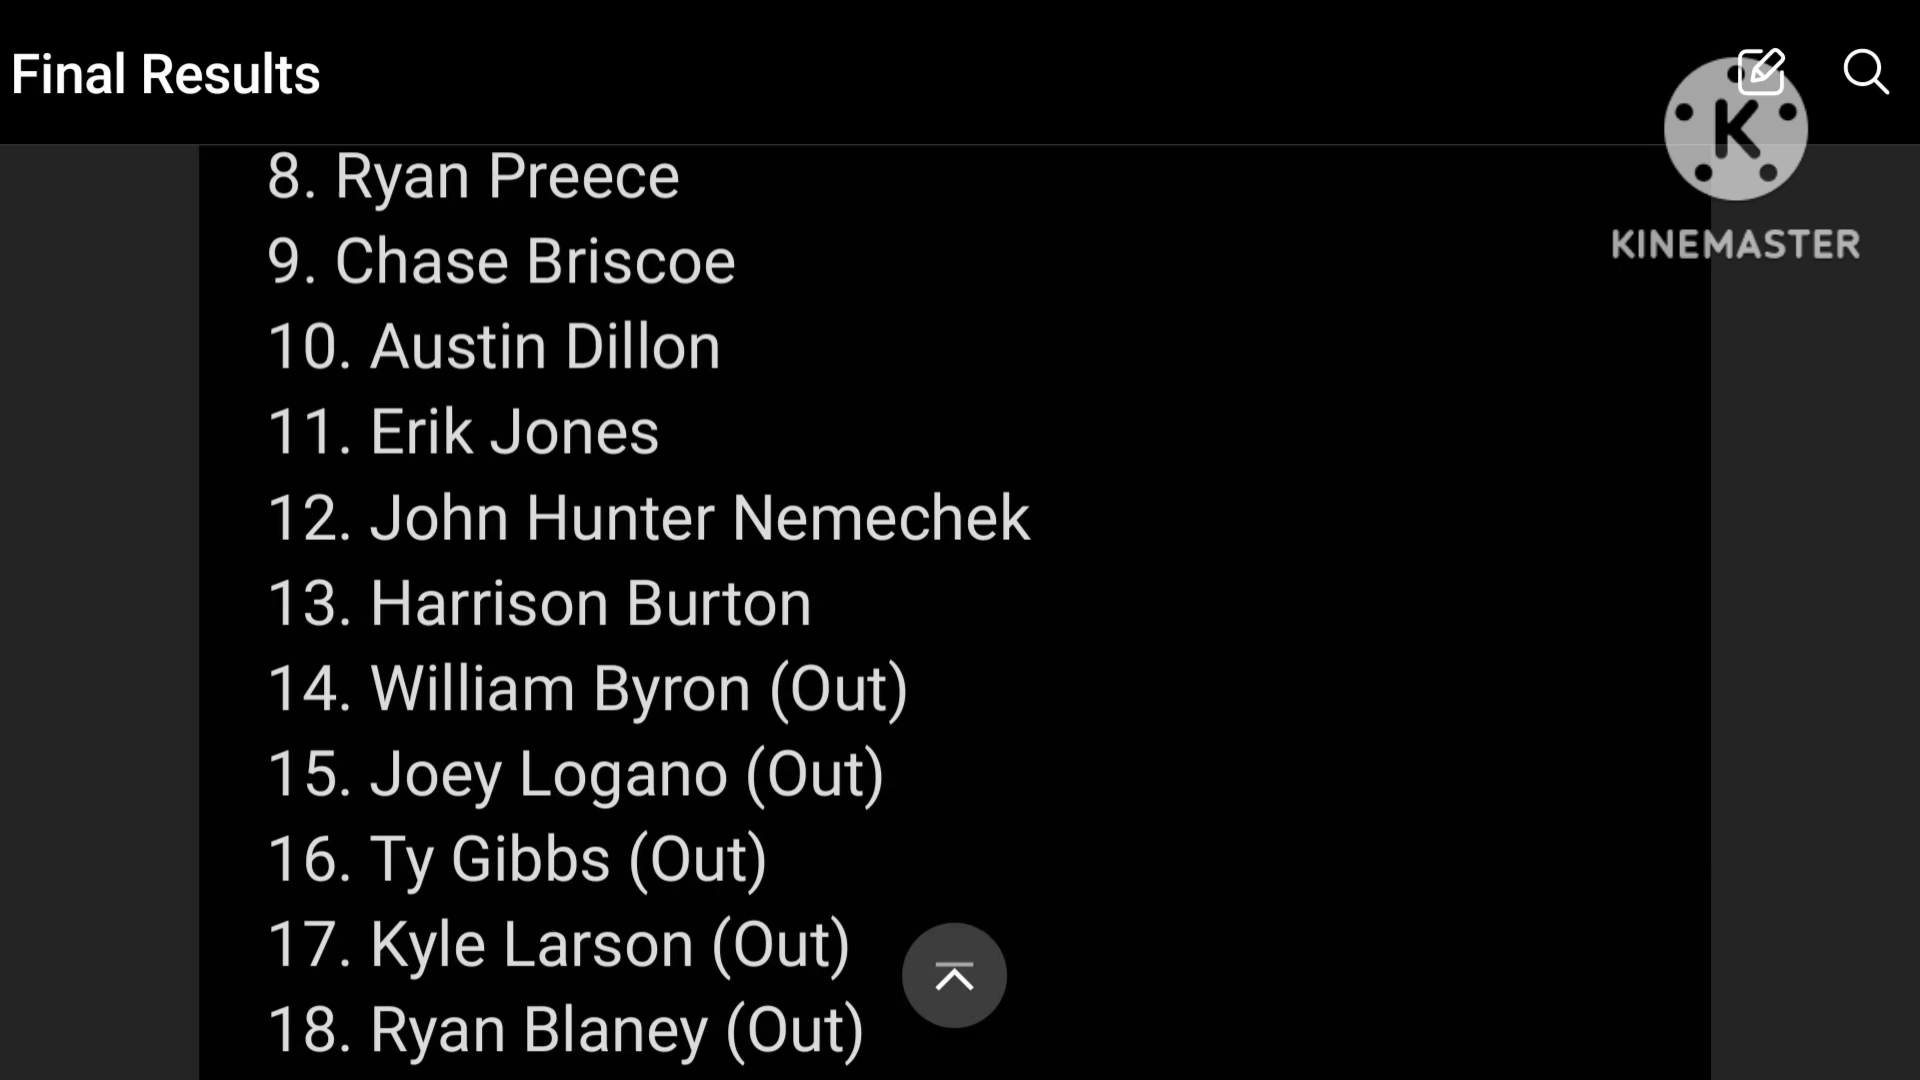 Final Results
K
KINEMASTER
8. Ryan Preece
9. Chase Briscoe
10. Austin Dillon
11. Erik Jones
12. John Hunter Nemechek
13. Harrison Burton
14. William Byron (Out)
15. Joey Logano (Out)
16. Ty Gibbs (Out)
17. Kyle Larson (Out)
18. Ryan Blaney (Out)